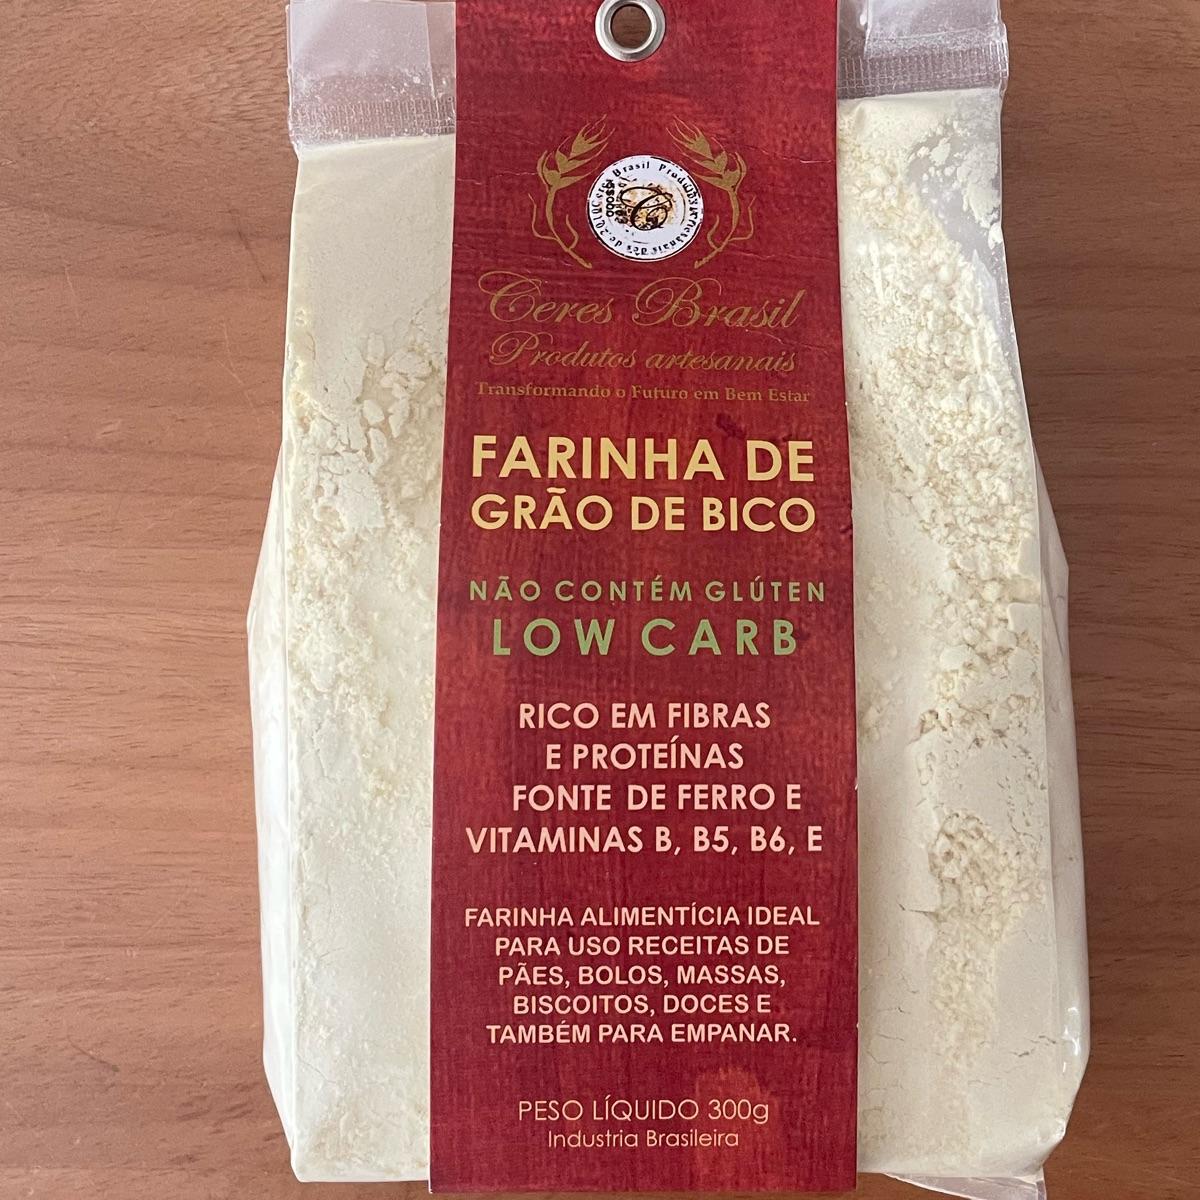 Ceres Brasil
Produtos artesanais
Transformando o Futuro em Bem Estar
FARINHA DE
GRÃO DE BICO
NÃO CONTÉM GLÚTEN
LOW CARB
RICO EM FIBRAS
E PROTEÍNAS
FONTE DE FERRO E
VITAMINAS B, B5, B6, E
FARINHA ALIMENTÍCIA IDEAL
PARA USO RECEITAS DE
PÃES, BOLOS, MASSAS,
BISCOITOS, DOCES E
TAMBÉM PARA EMPANAR.
PESO LÍQUIDO 300g
Industria Brasileira